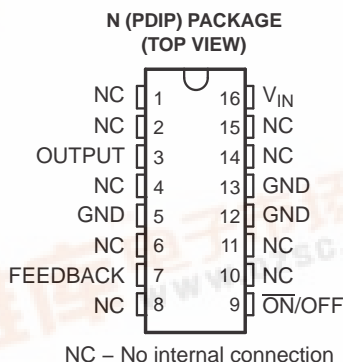 N (PDIP) PACKAGE
(TOP VIEW)
NC 1 16 VIN
NC 2 15 NC
OUTPUT 3 14 NC
NC 4 13 GND
GND 5 12 GND
NC 6 11 NC
FEEDBACK 7 10 NC
NC 8 9 ON/OFF
NC – No internal connection